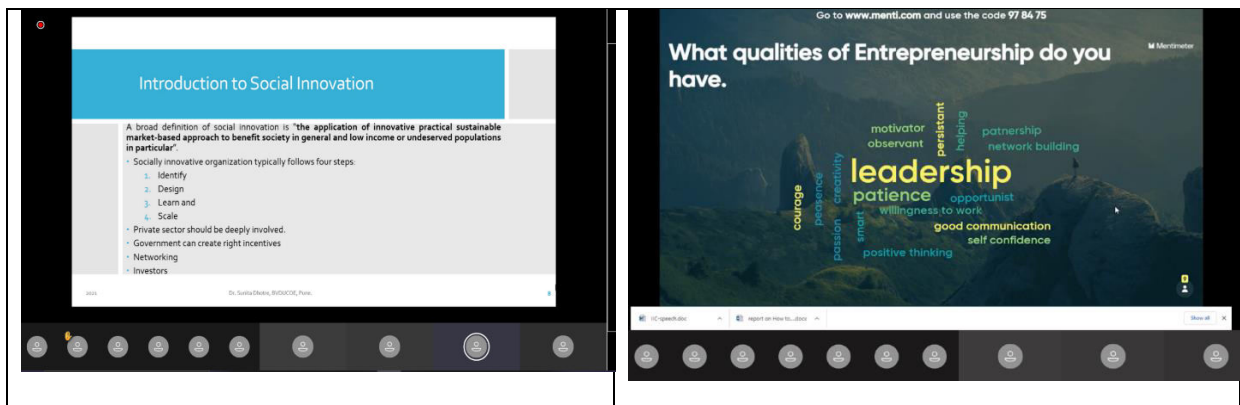 Introduction to Social Innovation
A broad definition of social innovation is "the application of innovative practical sustainable
market-based approach to benefit society in general and low income or undeserved populations
in particular".
Socially innovative organization typically follows four steps:
1. Identify
2. Design
3. Learn and
4. Scale
Private sector should be deeply involved.
Government can create right incentives
Networking
Investors
2021
Dr. Sunita Dhotre, BVDUCOE, Pune.
Go to www.menti.com and use the code 97 84 75
What qualities of Entrepreneurship do you
have.
Mentimeter
motivator
observant
persistant
helping
patnership
network building
leadership
creativity
peasence
courage
patience
opportunist
willingness to work
passion
smart
good communication
self confidence
positive thinking
IIC-speech.doc
report on How to....docx
Show all